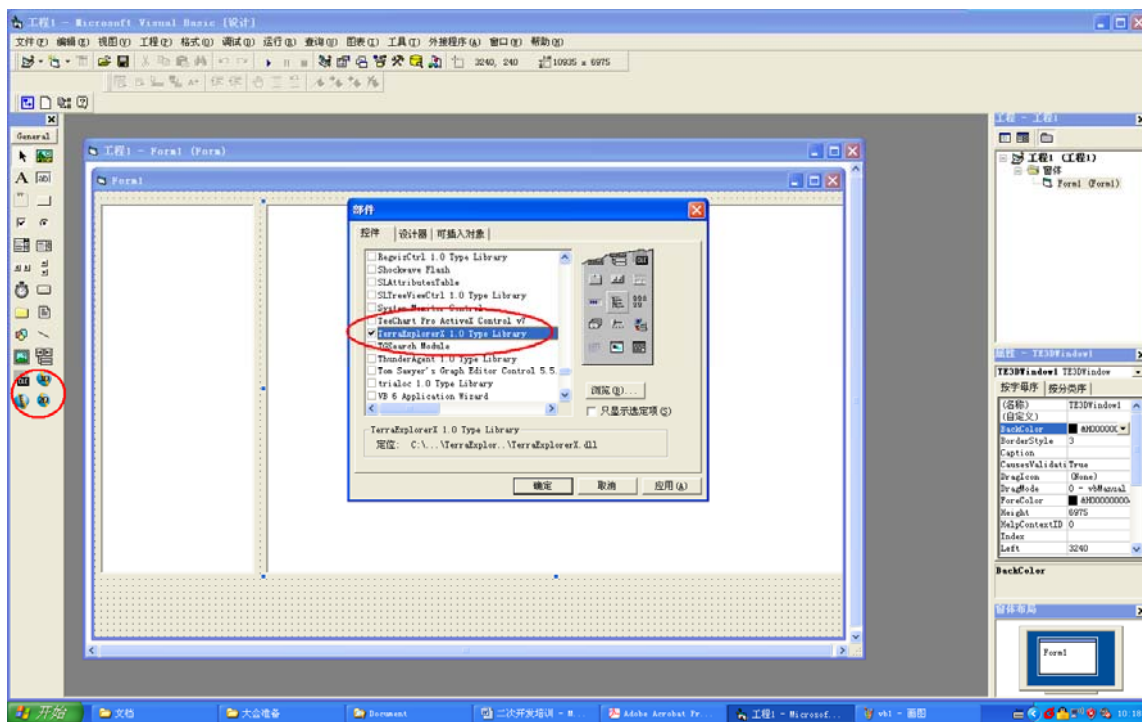 工程1 - Microsoft Visual Basic [设计]
文件(F) 编辑(E) 视图(V) 工程(P) 格式(O) 调试(D) 运行(R) 查询(U) 图表(I) 工具(T) 外接程序(A) 窗口(W) 帮助(H)
3240, 240 10935 x 6975
General
工程1 - Form1 (Form)
Form1
部件
控件 设计器 可插入对象
RegwizCtrl 1.0 Type Library
Shockwave Flash
SLAttributesTable
SLTreeViewCtrl 1.0 Type Library
System Monitor Control
TeeChart Pro ActiveX Control v7
TerraExplorerX 1.0 Type Library
TGSearch Module
ThunderAgent 1.0 Type Library
Tom Sawyer's Graph Editor Control 5.5.
trialoc 1.0 Type Library
VB 6 Application Wizard
浏览(B)...
只显示选定项(S)
TerraExplorerX 1.0 Type Library
定位: C:\...\TerraExplor..\TerraExplorerX.dll
确定 取消 应用(A)
工程 - 工程1
工程1 (工程1)
窗体
Form1 (Form1)
属性 - TE3DWindow1
TE3DWindow1 TE3DWindow
按字母序 按分类序
(名称) TE3DWindow1
(自定义)
BackColor &H000000
BorderStyle 3
Caption
CausesValidati True
DragIcon (None)
DragMode 0 - vbManual
ForeColor &H00000000
Height 6975
HelpContextID 0
Index
Left 3240
BackColor
窗体布局
Form1
开始 文档 大会准备 Document 二次开发培训 - M... Adobe Acrobat Pr... 工程1 - Microsof... vb1 - 画图 10:18